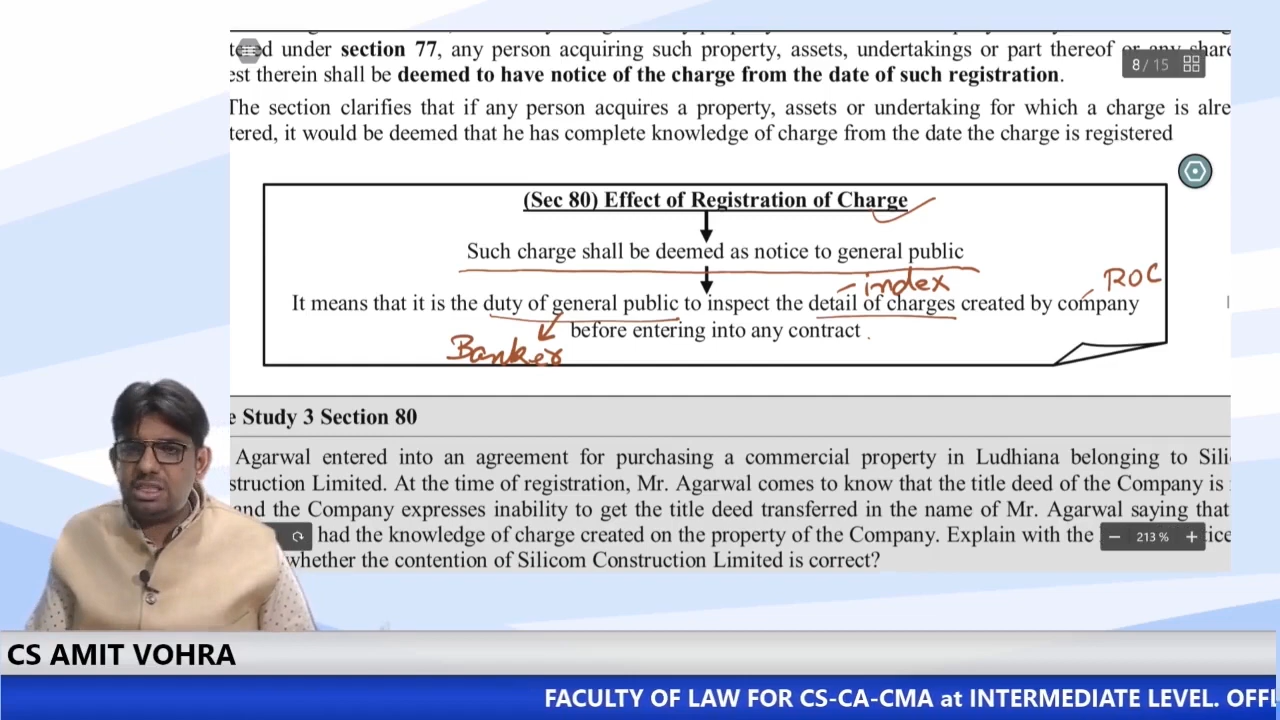 under section 77, any person acquiring such property, assets, undertakings or part thereof or any share
est therein shall be deemed to have notice of the charge from the date of such registration.
8 / 15
The section clarifies that if any person acquires a property, assets or undertaking for which a charge is alre
tered, it would be deemed that he has complete knowledge of charge from the date the charge is registered
(Sec 80) Effect of Registration of Charge
Such charge shall be deemed as notice to general public
index
ROC
It means that it is the duty of general public to inspect the detail of charges created by company
before entering into any contract .
Banker
e Study 3 Section 80
Agarwal entered into an agreement for purchasing a commercial property in Ludhiana belonging to Sili
struction Limited. At the time of registration, Mr. Agarwal comes to know that the title deed of the Company is
and the Company expresses inability to get the title deed transferred in the name of Mr. Agarwal saying that
had the knowledge of charge created on the property of the Company. Explain with the
− 213 % +
whether the contention of Silicom Construction Limited is correct?
CS AMIT VOHRA
FACULTY OF LAW FOR CS-CA-CMA at INTERMEDIATE LEVEL. OFFI